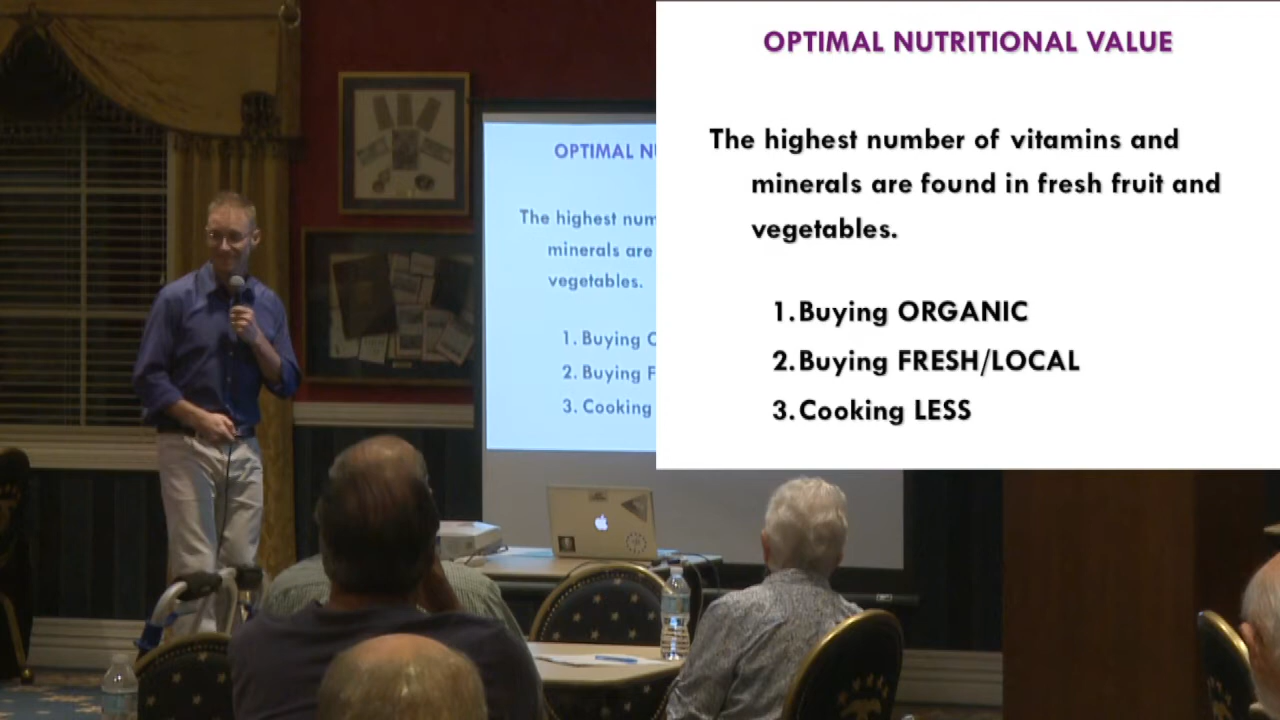 OPTIMAL NUTRITIONAL VALUE
The highest number of vitamins and
minerals are found in fresh fruit and
vegetables.
1. Buying ORGANIC
2. Buying FRESH/LOCAL
3. Cooking LESS
OPTIMAL NU
The highest num
minerals are
vegetables.
1. Buying O
2. Buying F
3. Cooking